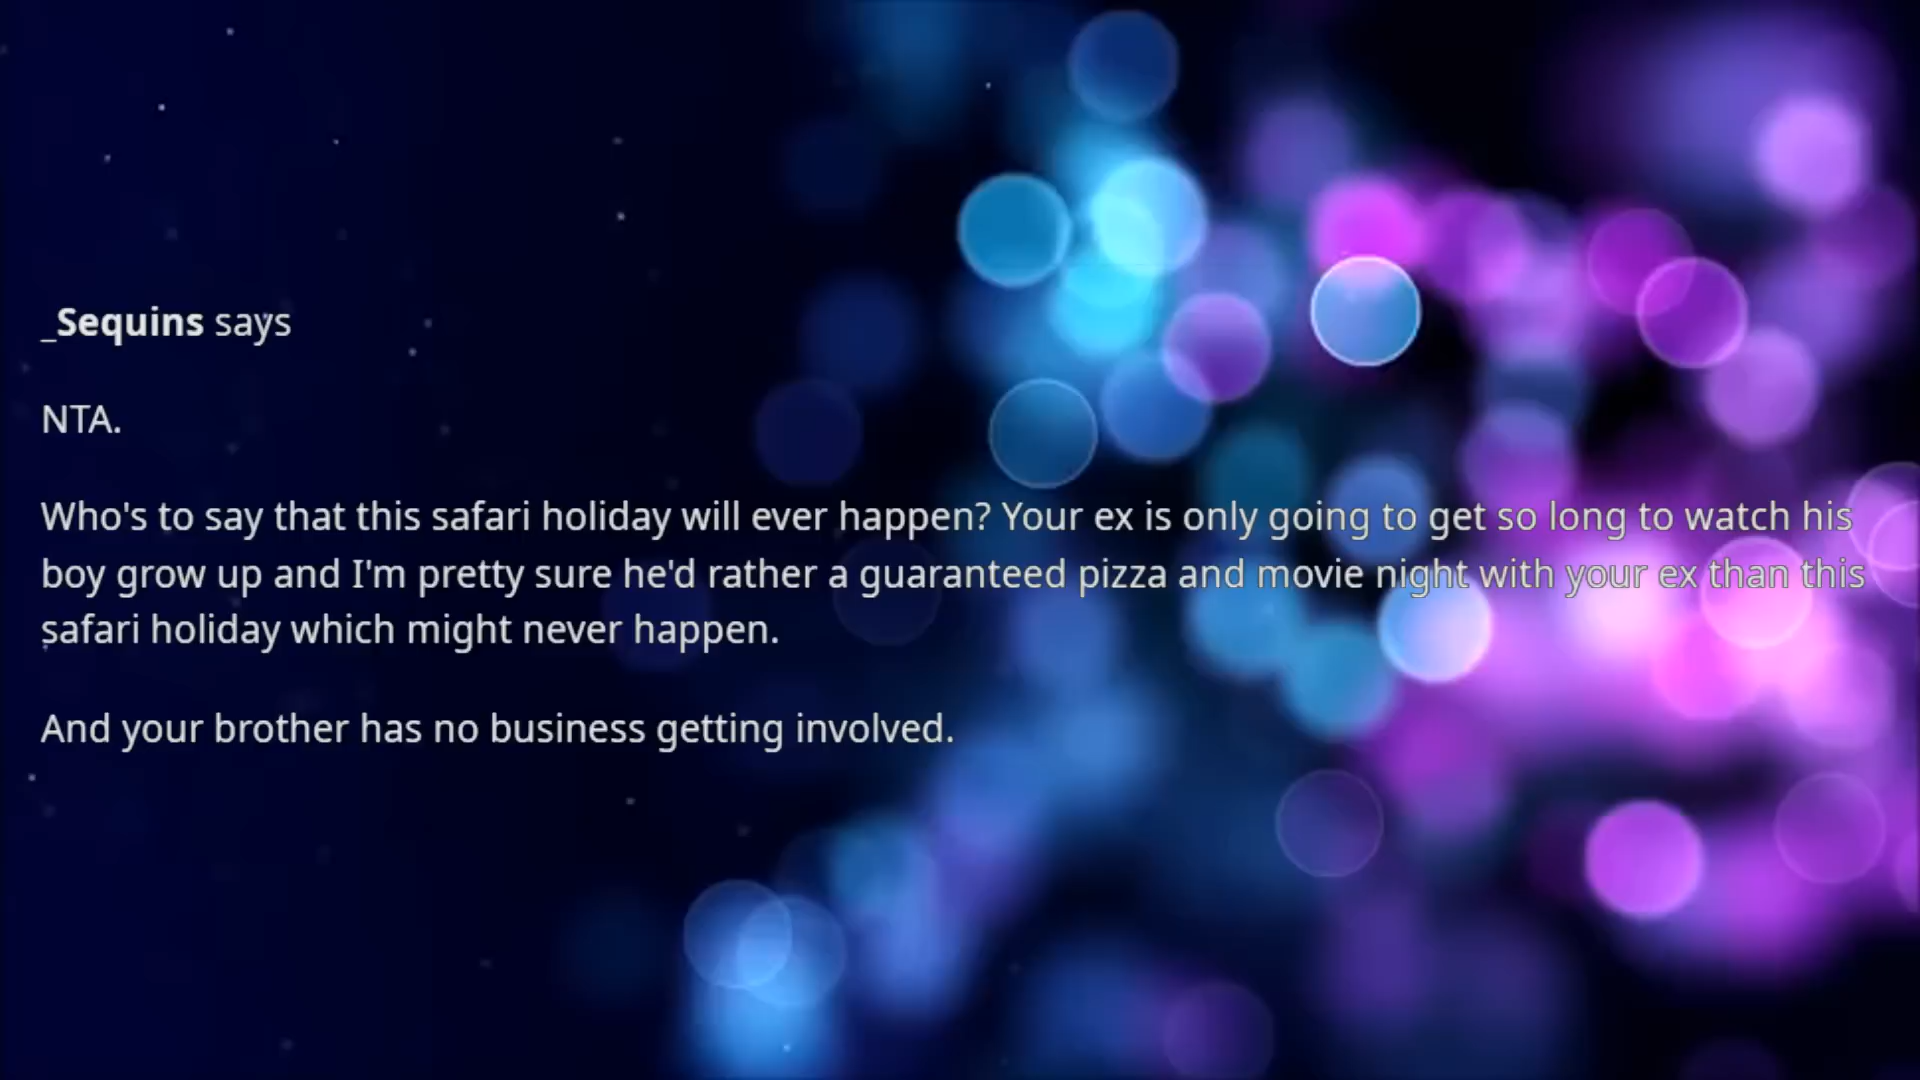 _Sequins says
NTA.
Who's to say that this safari holiday will ever happen? Your ex is only going to get so long to watch his
boy grow up and I'm pretty sure he'd rather a guaranteed pizza and movie night with your ex than this
safari holiday which might never happen.
And your brother has no business getting involved.